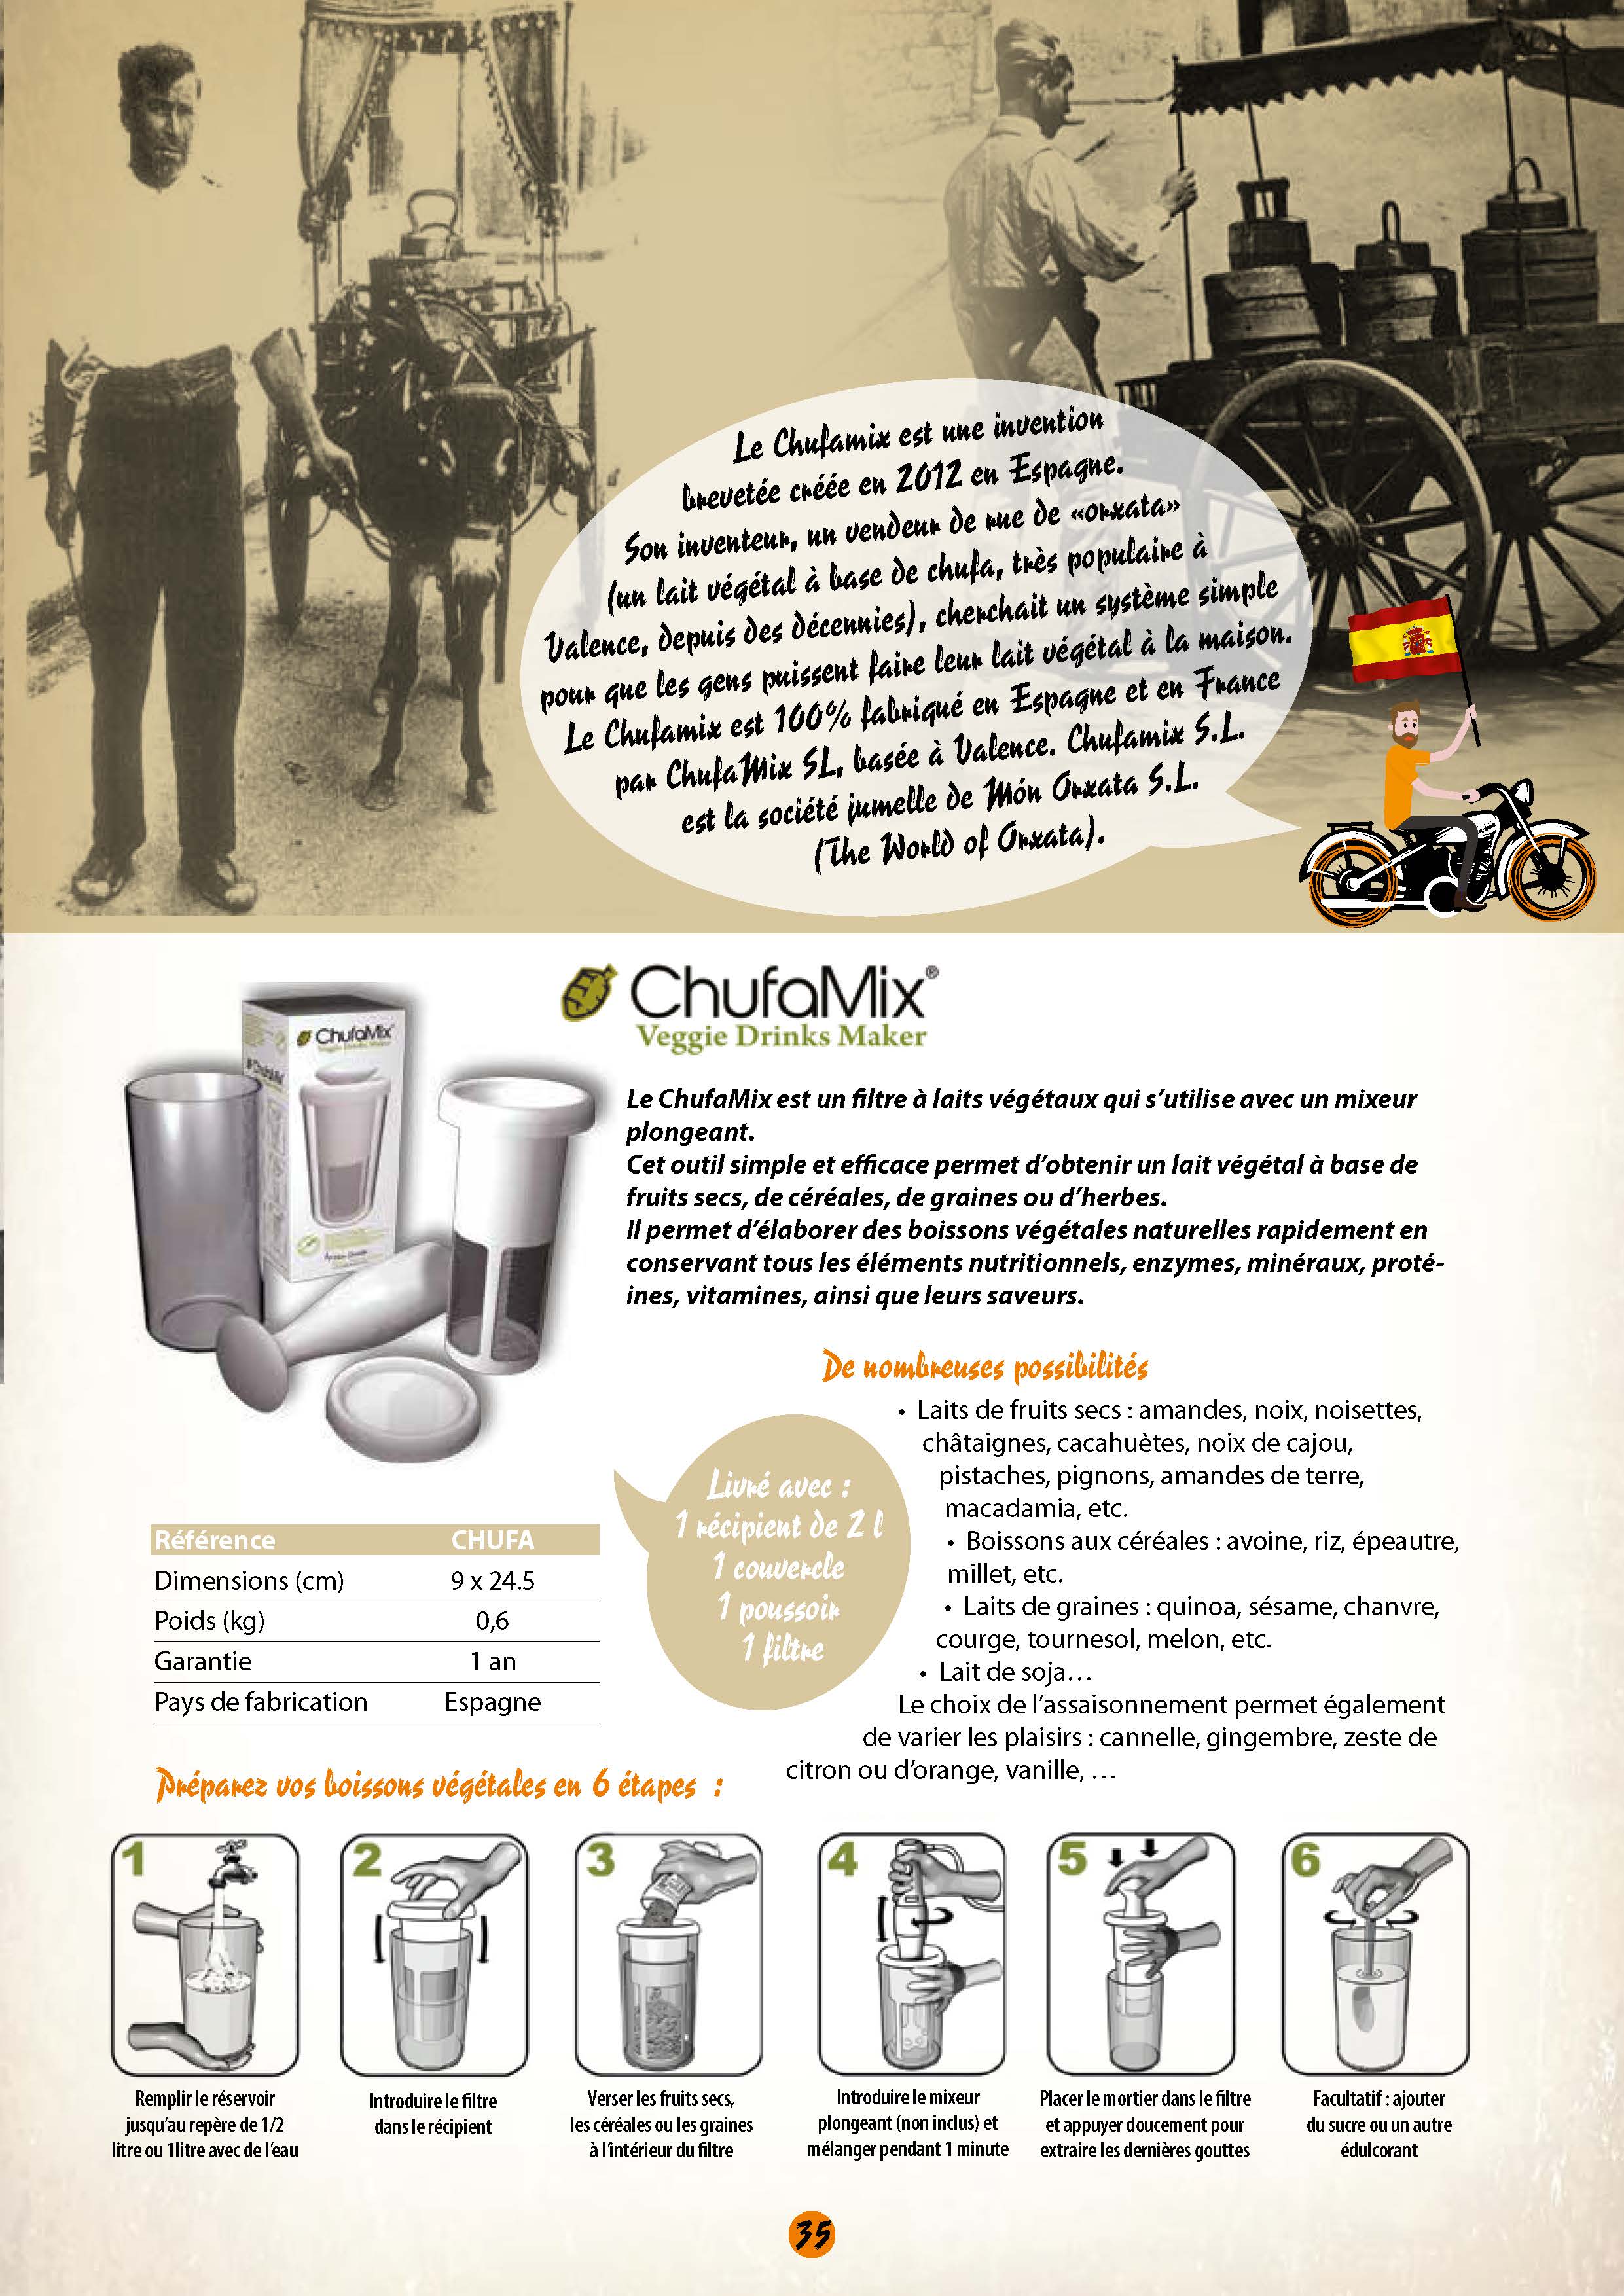 Le Chufamix est une invention
brevetée créée en 2012 en Espagne.
Son inventeur, un vendeur de rue de «orxata»
(un lait végétal à base de chufa, très populaire à
Valence, depuis des décennies), cherchait un système simple
pour que les gens puissent faire leur lait végétal à la maison.
Le Chufamix est 100% fabriqué en Espagne et en France
par ChufaMix SL, basée à Valence. Chufamix S.L.
est la société jumelle de Món Orxata S.L.
(The World of Orxata).
ChufaMix®
Veggie Drinks Maker
ChufaMix
Veggie Drinks Maker
Le ChufaMix est un filtre à laits végétaux qui s’utilise avec un mixeur
plongeant.
Cet outil simple et efficace permet d’obtenir un lait végétal à base de
fruits secs, de céréales, de graines ou d’herbes.
Il permet d’élaborer des boissons végétales naturelles rapidement en
conservant tous les éléments nutritionnels, enzymes, minéraux, proté-
ines, vitamines, ainsi que leurs saveurs.
De nombreuses possibilités
• Laits de fruits secs : amandes, noix, noisettes,
châtaignes, cacahuètes, noix de cajou,
pistaches, pignons, amandes de terre,
macadamia, etc.
• Boissons aux céréales : avoine, riz, épeautre,
millet, etc.
• Laits de graines : quinoa, sésame, chanvre,
courge, tournesol, melon, etc.
• Lait de soja…
Le choix de l’assaisonnement permet également
de varier les plaisirs : cannelle, gingembre, zeste de
citron ou d’orange, vanille, …
Livré avec :
1 récipient de 2 l
1 couvercle
1 poussoir
1 filtre
Référence CHUFA
Dimensions (cm) 9 x 24.5
Poids (kg) 0,6
Garantie 1 an
Pays de fabrication Espagne
Préparez vos boissons végétales en 6 étapes :
1
Remplir le réservoir
jusqu’au repère de 1/2
litre ou 1litre avec de l’eau
2
Introduire le filtre
dans le récipient
3
Verser les fruits secs,
les céréales ou les graines
à l’intérieur du filtre
4
Introduire le mixeur
plongeant (non inclus) et
mélanger pendant 1 minute
5
Placer le mortier dans le filtre
et appuyer doucement pour
extraire les dernières gouttes
6
Facultatif : ajouter
du sucre ou un autre
édulcorant
35